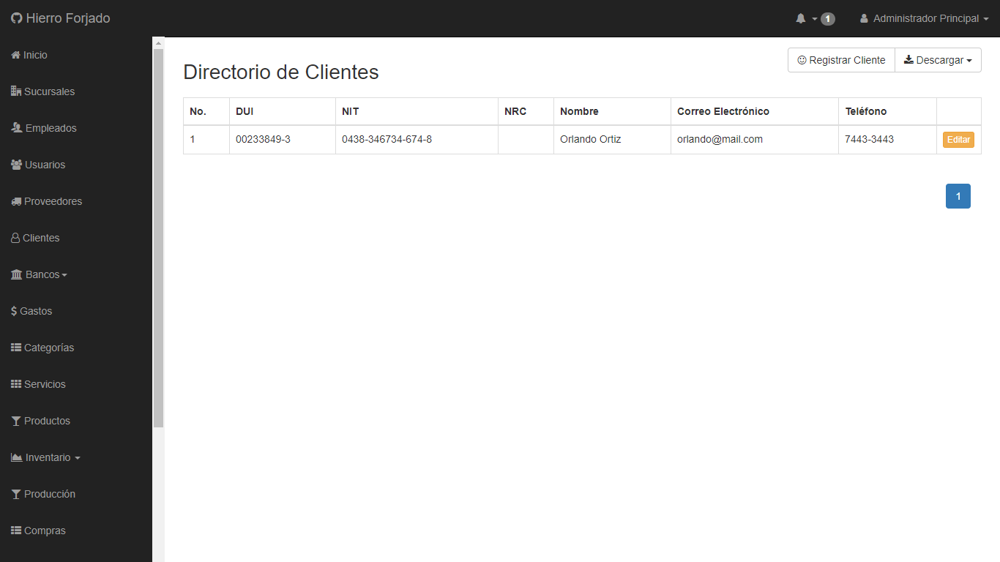 Hierro Forjado
1
Administrador Principal
Inicio
Sucursales
Empleados
Usuarios
Proveedores
Clientes
Bancos
$ Gastos
Categorías
Servicios
Productos
Inventario
Producción
Compras
Registrar Cliente
Descargar
Directorio de Clientes
No. DUI NIT NRC Nombre Correo Electrónico Teléfono
1 00233849-3 0438-346734-674-8 Orlando Ortiz orlando@mail.com 7443-3443 Editar
1